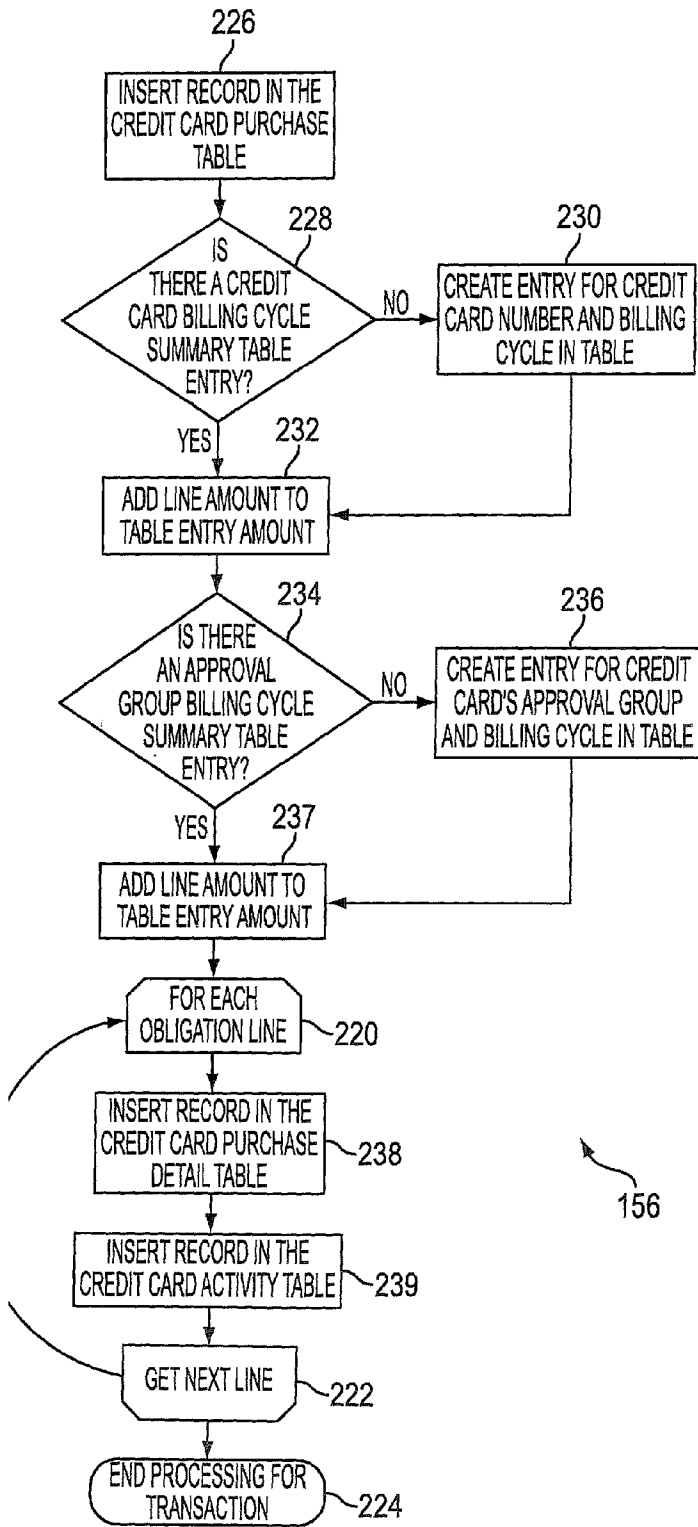 226
INSERT RECORD IN THE
CREDIT CARD PURCHASE
TABLE
228
IS
THERE A CREDIT
CARD BILLING CYCLE
SUMMARY TABLE
ENTRY?
NO
230
CREATE ENTRY FOR CREDIT
CARD NUMBER AND BILLING
CYCLE IN TABLE
YES
232
ADD LINE AMOUNT TO
TABLE ENTRY AMOUNT
234
IS THERE
AN APPROVAL
GROUP BILLING CYCLE
SUMMARY TABLE
ENTRY?
NO
236
CREATE ENTRY FOR CREDIT
CARD'S APPROVAL GROUP
AND BILLING CYCLE IN TABLE
YES
237
ADD LINE AMOUNT TO
TABLE ENTRY AMOUNT
FOR EACH
OBLIGATION LINE
220
INSERT RECORD IN THE
CREDIT CARD PURCHASE
DETAIL TABLE
238
156
INSERT RECORD IN THE
CREDIT CARD ACTIVITY TABLE
239
GET NEXT LINE
222
END PROCESSING FOR
TRANSACTION
224